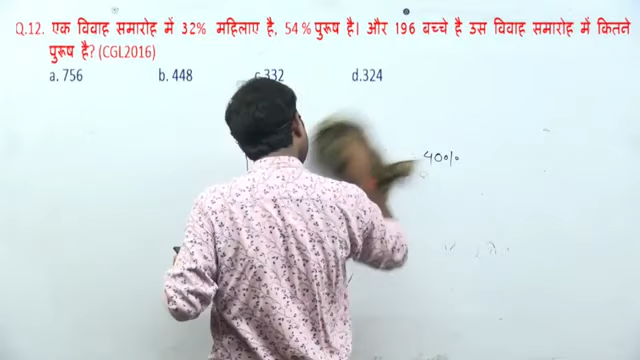 Q.12. एक विवाह समारोह में 32% महिलाए है, 54 % पुरूष है। और 196 बच्चे है उस विवाह समारोह में कितने
पुरूष है? (CGL2016)
a. 756 b. 448 c. 332 d.324
40%